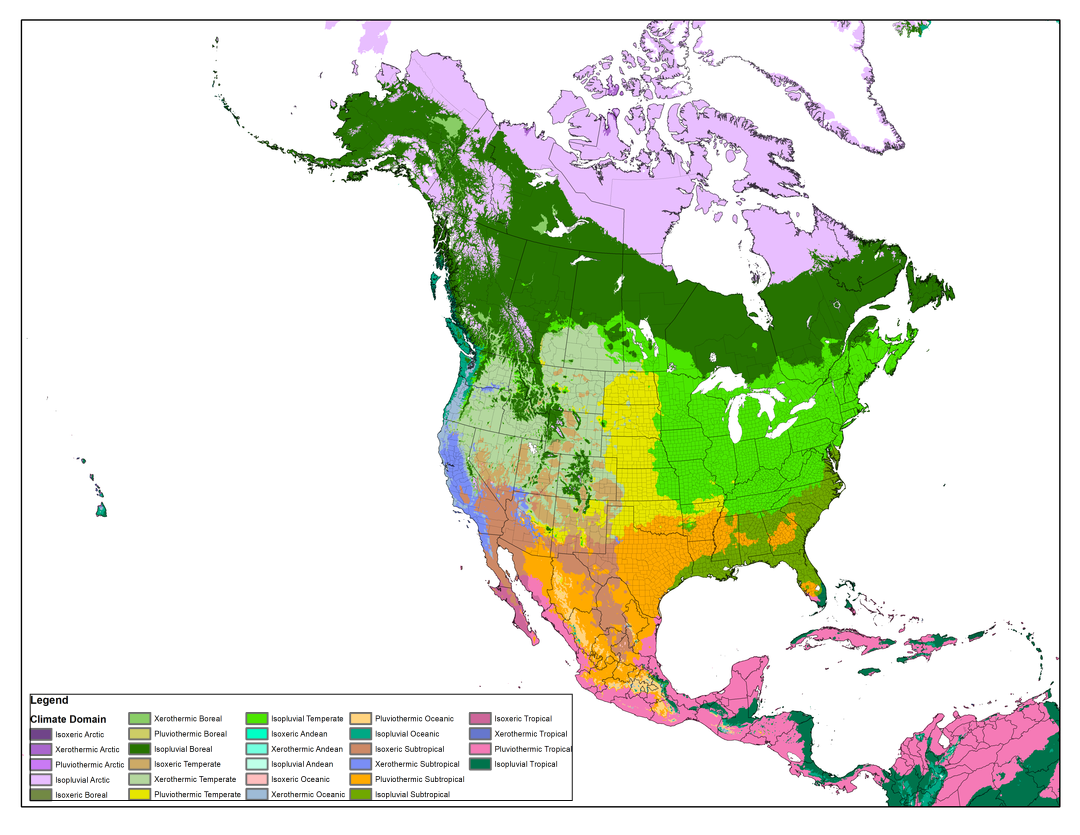 Legend
Climate Domain
Isoxeric Arctic
Xerothermic Arctic
Pluviothermic Arctic
Isopluvial Arctic
Isoxeric Boreal
Xerothermic Boreal
Pluviothermic Boreal
Isopluvial Boreal
Isoxeric Temperate
Xerothermic Temperate
Pluviothermic Temperate
Isopluvial Temperate
Isoxeric Andean
Xerothermic Andean
Isopluvial Andean
Isoxeric Oceanic
Xerothermic Oceanic
Pluviothermic Oceanic
Isopluvial Oceanic
Isoxeric Subtropical
Xerothermic Subtropical
Pluviothermic Subtropical
Isopluvial Subtropical
Isoxeric Tropical
Xerothermic Tropical
Pluviothermic Tropical
Isopluvial Tropical